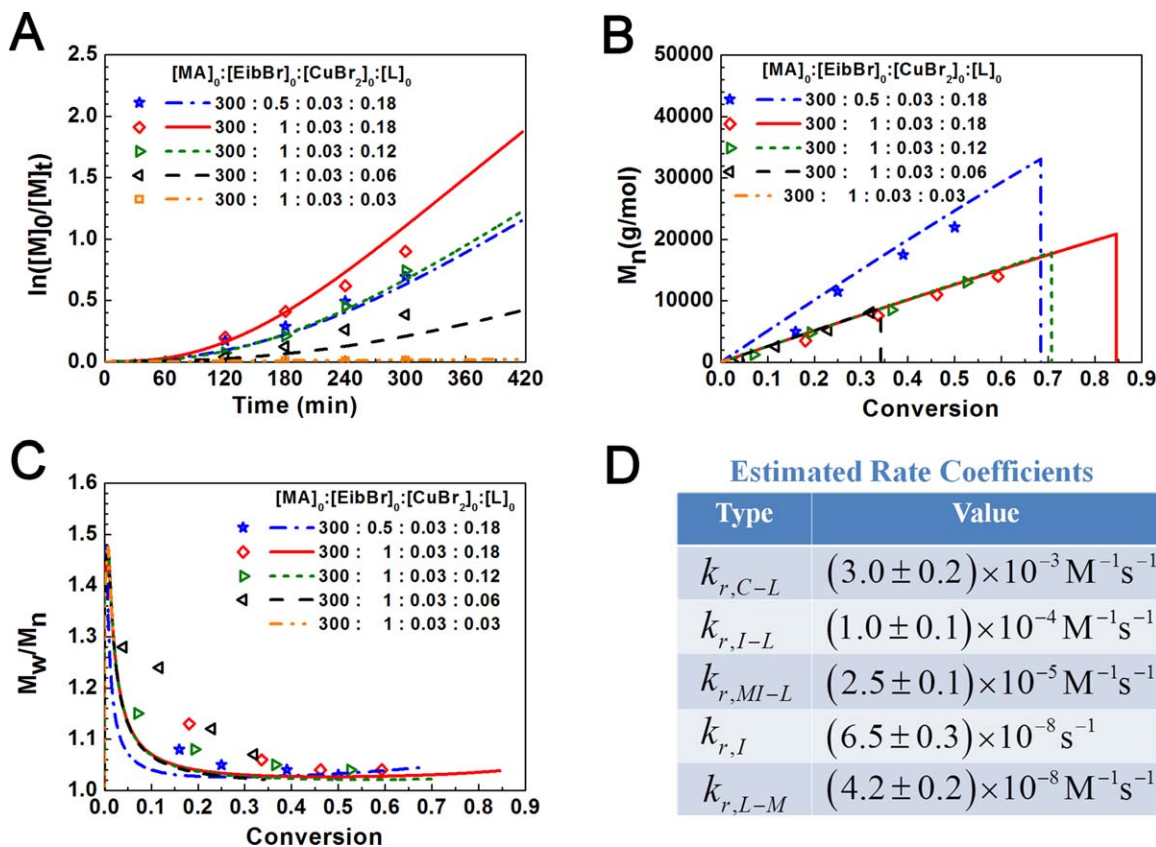 A
[MA]₀:[EibBr]₀:[CuBr₂]₀:[L]₀
300 : 0.5 : 0.03 : 0.18
300 : 1 : 0.03 : 0.18
300 : 1 : 0.03 : 0.12
300 : 1 : 0.03 : 0.06
300 : 1 : 0.03 : 0.03
ln([M]₀/[M]t)
2.5
2.0
1.5
1.0
0.5
0.0
0 60 120 180 240 300 360 420
Time (min)
B
[MA]₀:[EibBr]₀:[CuBr₂]₀:[L]₀
300 : 0.5 : 0.03 : 0.18
300 : 1 : 0.03 : 0.18
300 : 1 : 0.03 : 0.12
300 : 1 : 0.03 : 0.06
300 : 1 : 0.03 : 0.03
Mn(g/mol)
50000
40000
30000
20000
10000
0
0.0 0.1 0.2 0.3 0.4 0.5 0.6 0.7 0.8 0.9
Conversion
C
[MA]₀:[EibBr]₀:[CuBr₂]₀:[L]₀
300 : 0.5 : 0.03 : 0.18
300 : 1 : 0.03 : 0.18
300 : 1 : 0.03 : 0.12
300 : 1 : 0.03 : 0.06
300 : 1 : 0.03 : 0.03
Mw/Mn
1.6
1.5
1.4
1.3
1.2
1.1
1.0
0.0 0.1 0.2 0.3 0.4 0.5 0.6 0.7 0.8 0.9
Conversion
D
Estimated Rate Coefficients
Type Value
k_{r,C-L} (3.0 ± 0.2) × 10⁻³ M⁻¹s⁻¹
k_{r,I-L} (1.0 ± 0.1) × 10⁻⁴ M⁻¹s⁻¹
k_{r,MI-L} (2.5 ± 0.1) × 10⁻⁵ M⁻¹s⁻¹
k_{r,I} (6.5 ± 0.3) × 10⁻⁸ s⁻¹
k_{r,L-M} (4.2 ± 0.2) × 10⁻⁸ M⁻¹s⁻¹